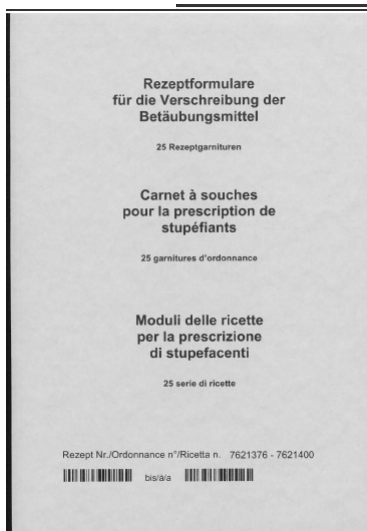 Rezeptformulare
für die Verschreibung der
Betäubungsmittel
25 Rezeptgarnituren
Carnet à souches
pour la prescription de
stupéfiants
25 garnitures d'ordonnance
Moduli delle ricette
per la prescrizione
di stupefacenti
25 serie di ricette
Rezept Nr./Ordonnance n°/Ricetta n. 7621376 - 7621400
bis/à/a